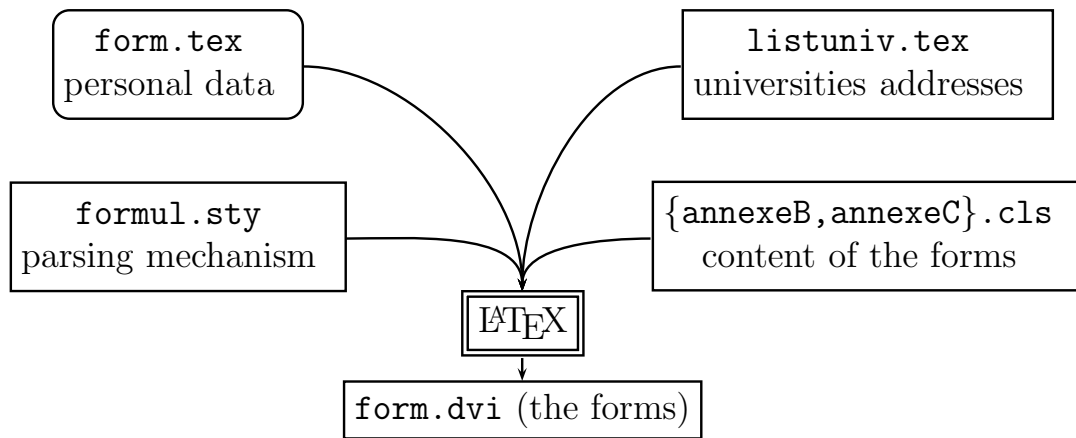 form.tex
personal data
listuniv.tex
universities addresses
formul.sty
parsing mechanism
{annexeB,annexeC}.cls
content of the forms
LATEX
form.dvi (the forms)